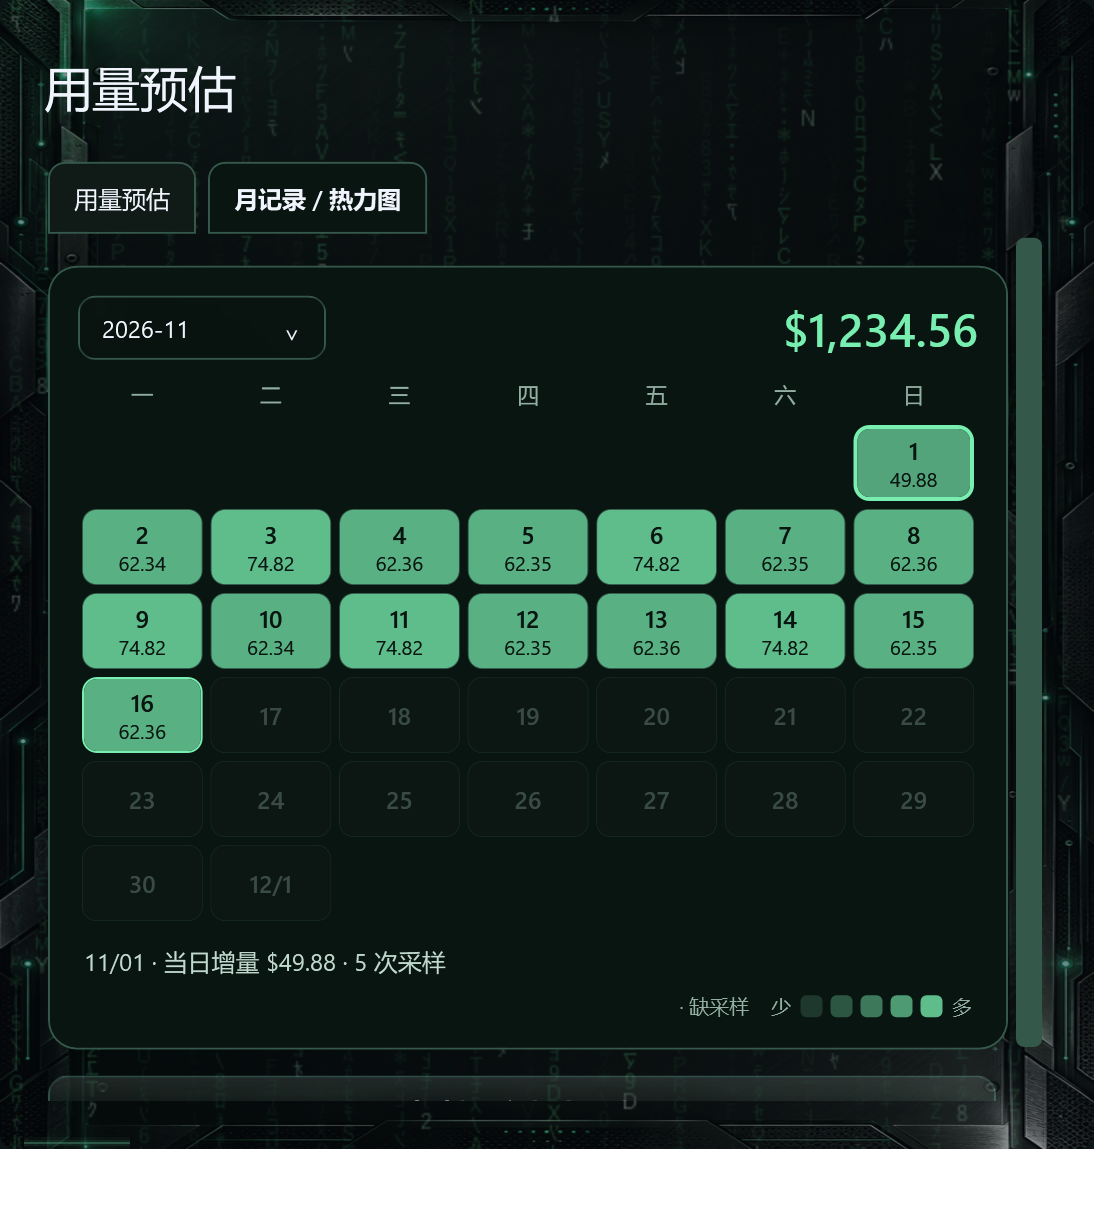 用量预估
用量预估
月记录 / 热力图
2026-11
$1,234.56
一 二 三 四 五 六 日
1
49.88
2 3 4 5 6 7 8
62.34 74.82 62.36 62.35 74.82 62.35 62.36
9 10 11 12 13 14 15
74.82 62.34 74.82 62.35 62.36 74.82 62.35
16 17 18 19 20 21 22
62.36
23 24 25 26 27 28 29
30 12/1
11/01 · 当日增量 $49.88 · 5 次采样
· 缺采样 少 多